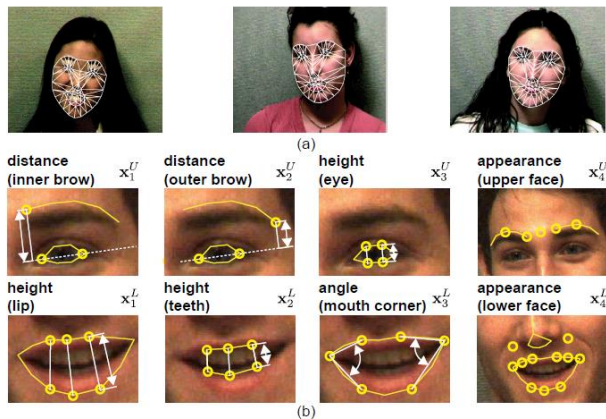 (a)
distance
(inner brow) x₁ᵁ
distance
(outer brow) x₂ᵁ
height
(eye) x₃ᵁ
appearance
(upper face) x₄ᵁ
height
(lip) x₁ᴸ
height
(teeth) x₂ᴸ
angle
(mouth corner) x₃ᴸ
appearance
(lower face) x₄ᴸ
(b)